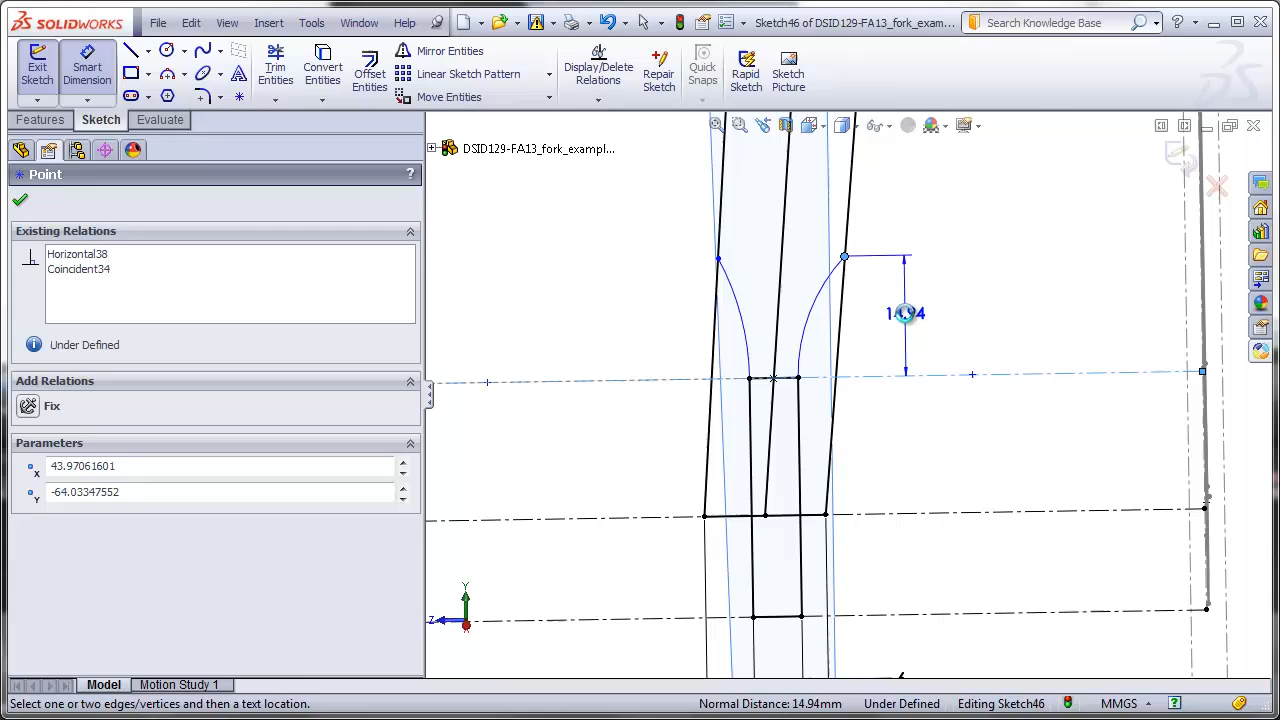 SOLIDWORKS
File Edit View Insert Tools Window Help
Sketch46 of DSID129-FA13_fork_exam...
Search Knowledge Base
Exit Sketch
Smart Dimension
Trim Entities
Convert Entities
Offset Entities
Mirror Entities
Linear Sketch Pattern
Move Entities
Display/Delete Relations
Repair Sketch
Quick Snaps
Rapid Sketch
Sketch Picture
Features Sketch Evaluate
DSID129-FA13_fork_exampl...
Point ?
Existing Relations
Horizontal38
Coincident34
Under Defined
Add Relations
Fix
Parameters
X 43.97061601
Y -64.03347552
Y
Z
Model Motion Study 1
Select one or two edges/vertices and then a text location.
Normal Distance: 14.94mm Under Defined Editing Sketch46 MMGS ?